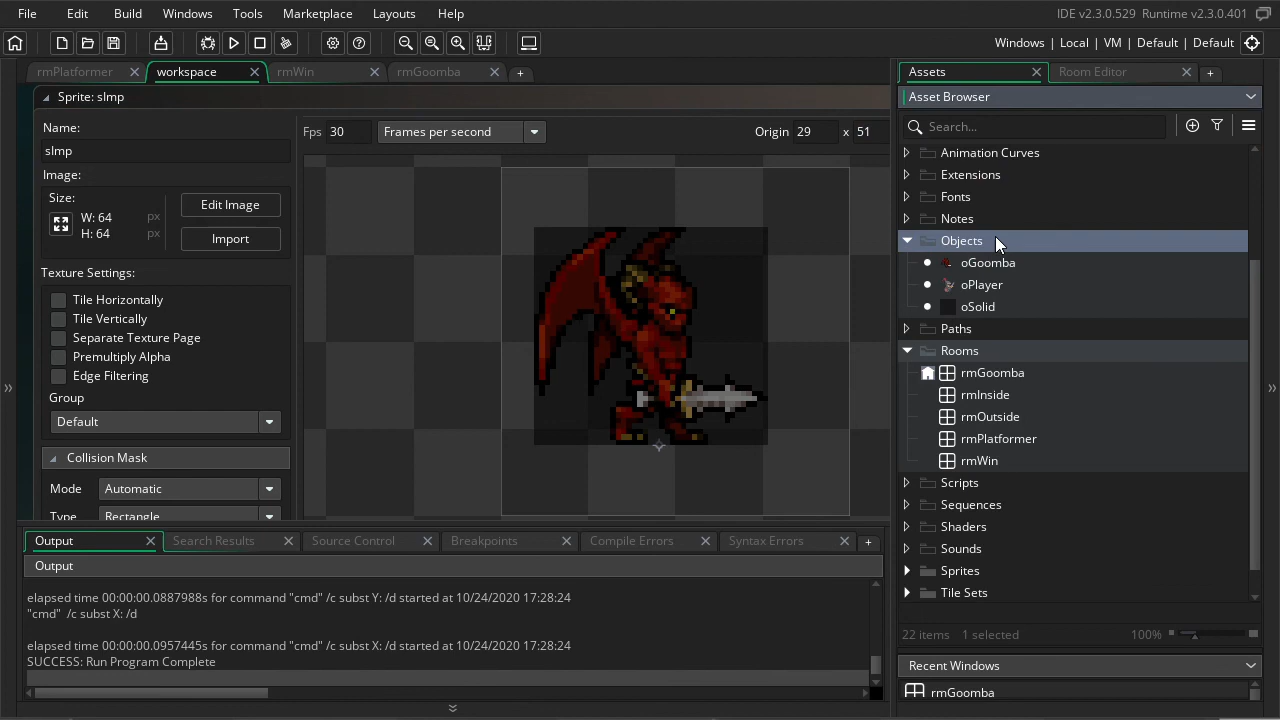 File Edit Build Windows Tools Marketplace Layouts Help IDE v2.3.0.529 Runtime v2.3.0.401
Windows | Local | VM | Default | Default
rmPlatformer workspace rmWin rmGoomba
Sprite: sImp
Name:
sImp
Image:
Size:
W: 64 px
H: 64 px
Edit Image
Import
Texture Settings:
Tile Horizontally
Tile Vertically
Separate Texture Page
Premultiply Alpha
Edge Filtering
Group
Default
Collision Mask
Mode Automatic
Type Rectangle
Fps 30 Frames per second Origin 29 x 51
Output Search Results Source Control Breakpoints Compile Errors Syntax Errors
Output
elapsed time 00:00:00.0887988s for command "cmd" /c subst Y: /d started at 10/24/2020 17:28:24
"cmd" /c subst X: /d
elapsed time 00:00:00.0957445s for command "cmd" /c subst X: /d started at 10/24/2020 17:28:24
SUCCESS: Run Program Complete
Assets Room Editor
Asset Browser
Search...
Animation Curves
Extensions
Fonts
Notes
Objects
oGoomba
oPlayer
oSolid
Paths
Rooms
rmGoomba
rmInside
rmOutside
rmPlatformer
rmWin
Scripts
Sequences
Shaders
Sounds
Sprites
Tile Sets
22 items 1 selected 100%
Recent Windows
rmGoomba